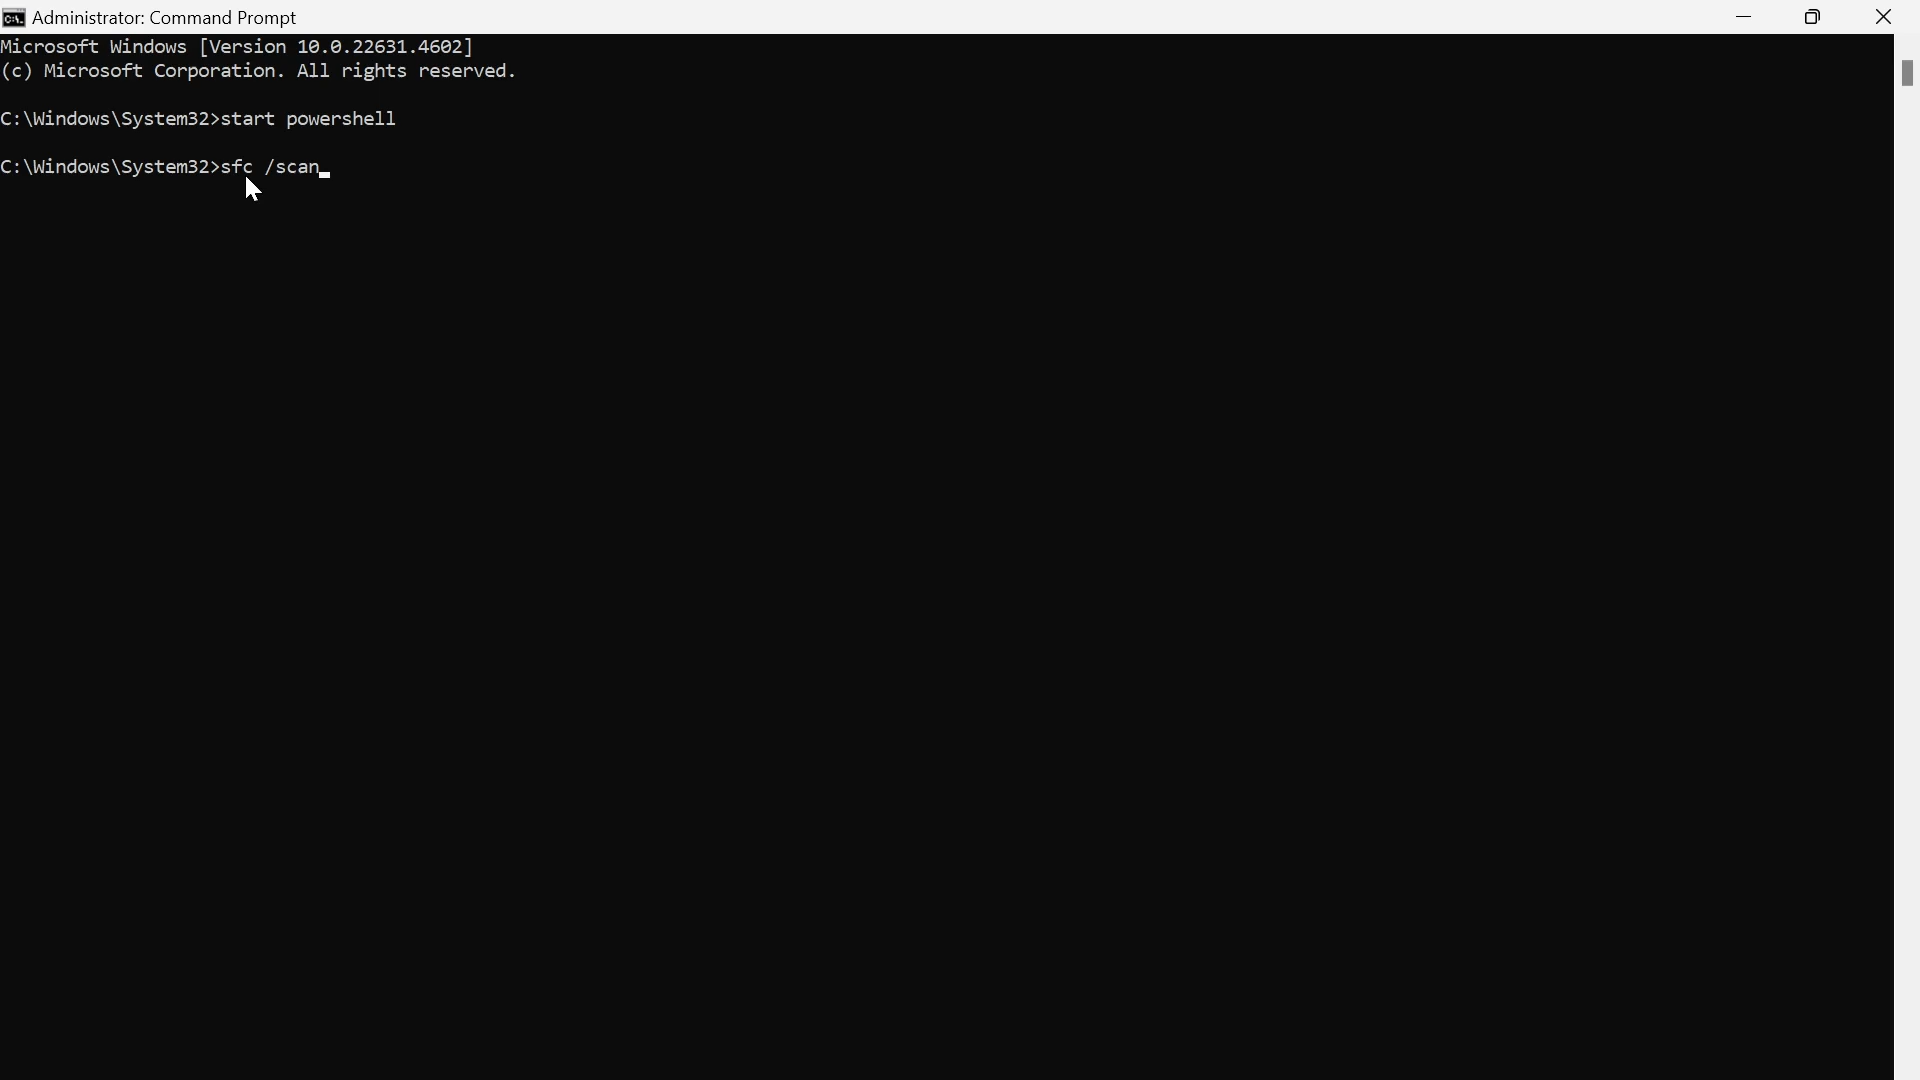 Administrator: Command Prompt
Microsoft Windows [Version 10.0.22631.4602]
(c) Microsoft Corporation. All rights reserved.
C:\Windows\System32>start powershell
C:\Windows\System32>sfc /scan